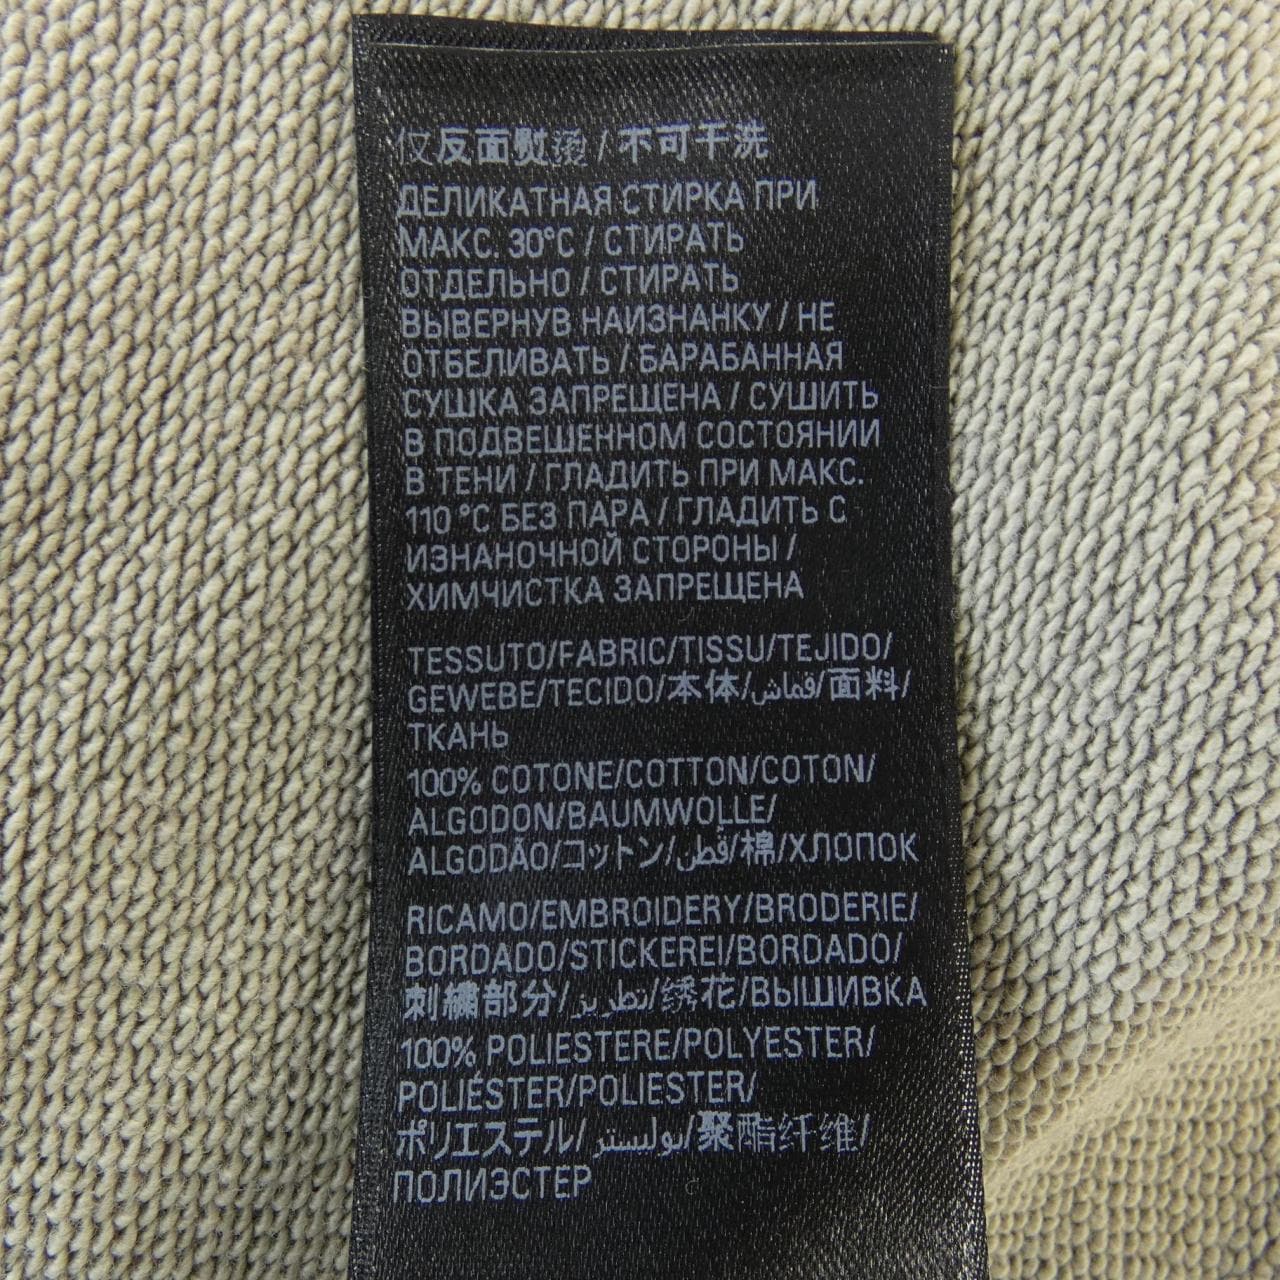 仅反面熨烫 / 不可干洗
ДЕЛИКАТНАЯ СТИРКА ПРИ
МАКС. 30°C / СТИРАТЬ
ОТДЕЛЬНО / СТИРАТЬ
ВЫВЕРНУВ НАИЗНАНКУ / НЕ
ОТБЕЛИВАТЬ / БАРАБАННАЯ
СУШКА ЗАПРЕЩЕНА / СУШИТЬ
В ПОДВЕШЕННОМ СОСТОЯНИИ
В ТЕНИ / ГЛАДИТЬ ПРИ МАКС.
110 °C БЕЗ ПАРА / ГЛАДИТЬ С
ИЗНАНОЧНОЙ СТОРОНЫ /
ХИМЧИСТКА ЗАПРЕЩЕНА
TESSUTO/FABRIC/TISSU/TEJIDO/
GEWEBE/TECIDO/本体/قماش/面料/
ТКАНЬ
100% COTONE/COTTON/COTON/
ALGODON/BAUMWOLLE/
ALGODÃO/コットン/قطن/棉/ХЛОПОК
RICAMO/EMBROIDERY/BRODERIE/
BORDADO/STICKEREI/BORDADO/
刺繍部分/تطريز/绣花/ВЫШИВКА
100% POLIESTERE/POLYESTER/
POLIÉSTER/POLIESTER/
ポリエステル/بوليستر/聚酯纤维/
ПОЛИЭСТЕР